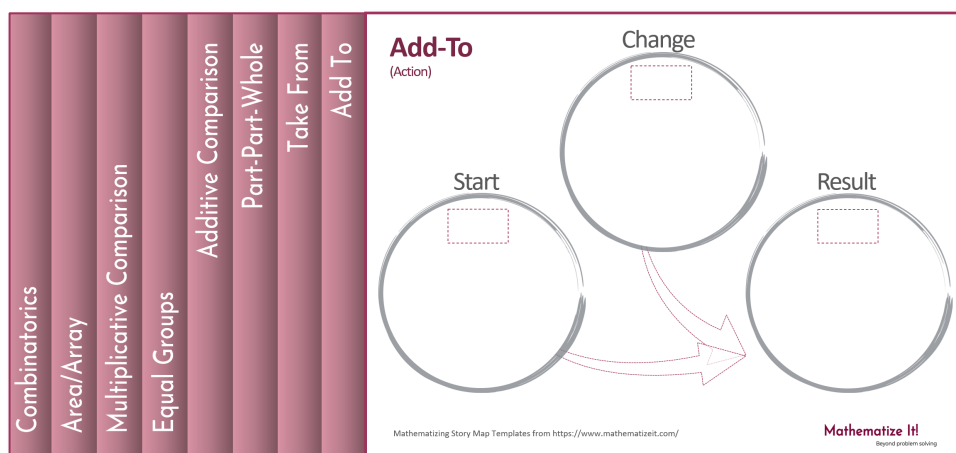 Combinatorics
Area/Array
Multiplicative Comparison
Equal Groups
Additive Comparison
Part-Part-Whole
Take From
Add To
Add-To
(Action)
Change
Start
Result
Mathematizing Story Map Templates from https://www.mathematizeit.com/
Mathematize It!
Beyond problem solving